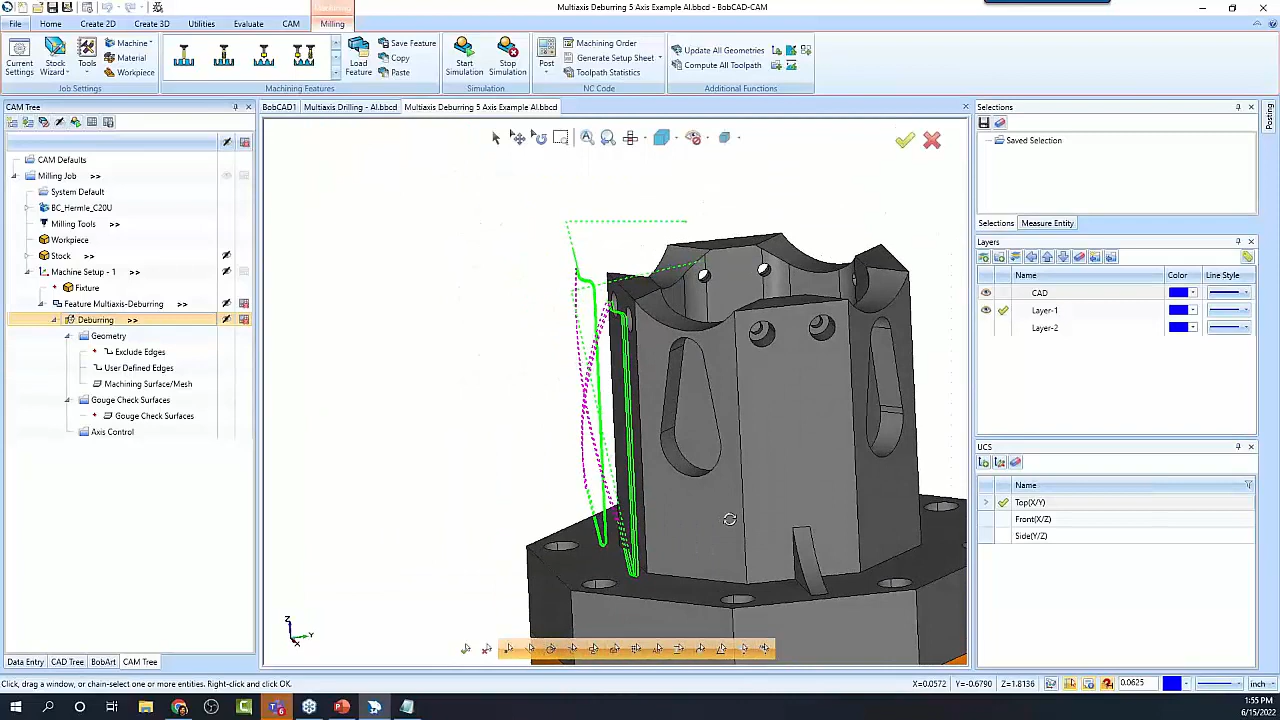 Multiaxis Deburring 5 Axis Example AI.bbcd - BobCAD-CAM
Machining
File Home Create 2D Create 3D Utilities Evaluate CAM Milling
Current Settings
Stock Wizard
Tools
Machine
Material
Workpiece
Load Feature
Save Feature
Copy
Paste
Start Simulation
Stop Simulation
Post
Machining Order
Generate Setup Sheet
Toolpath Statistics
Update All Geometries
Compute All Toolpath
Job Settings
Machining Features
Simulation
NC Code
Additional Functions
CAM Tree
BobCAD1 Multiaxis Drilling - AI.bbcd Multiaxis Deburring 5 Axis Example AI.bbcd
CAM Defaults
Milling Job >>
System Default
BC_Hermle_C20U
Milling Tools >>
Workpiece
Stock >>
Machine Setup - 1 >>
Fixture
Feature Multiaxis-Deburring >>
Deburring >>
Geometry
Exclude Edges
User Defined Edges
Machining Surface/Mesh
Gouge Check Surfaces
Gouge Check Surfaces
Axis Control
Z
Y
X
Selections
Saved Selection
Selections Measure Entity
Layers
Name Color Line Style
CAD
Layer-1
Layer-2
UCS
Name
Top(X/Y)
Front(X/Z)
Side(Y/Z)
Posting
Data Entry CAD Tree BobArt CAM Tree
Click, drag a window, or chain-select one or more entities. Right-click and click OK.
X=0.0572 Y=-0.6790 Z=1.8136 0.0625 inch
1:55 PM
6/15/2022